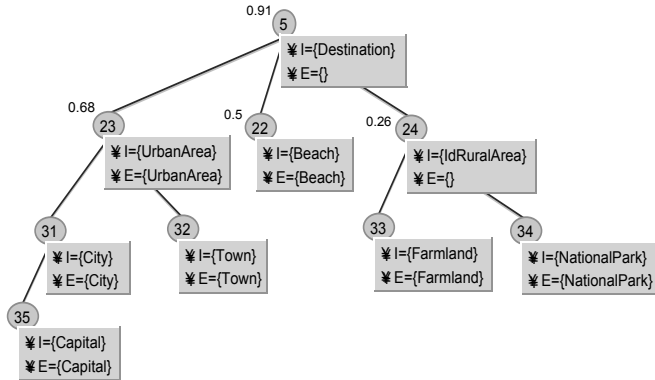 0.91
5
¥ I={Destination}
¥ E={}
0.68
23
¥ I={UrbanArea}
¥ E={UrbanArea}
0.5
22
¥ I={Beach}
¥ E={Beach}
0.26
24
¥ I={IdRuralArea}
¥ E={}
31
¥ I={City}
¥ E={City}
32
¥ I={Town}
¥ E={Town}
33
¥ I={Farmland}
¥ E={Farmland}
34
¥ I={NationalPark}
¥ E={NationalPark}
35
¥ I={Capital}
¥ E={Capital}